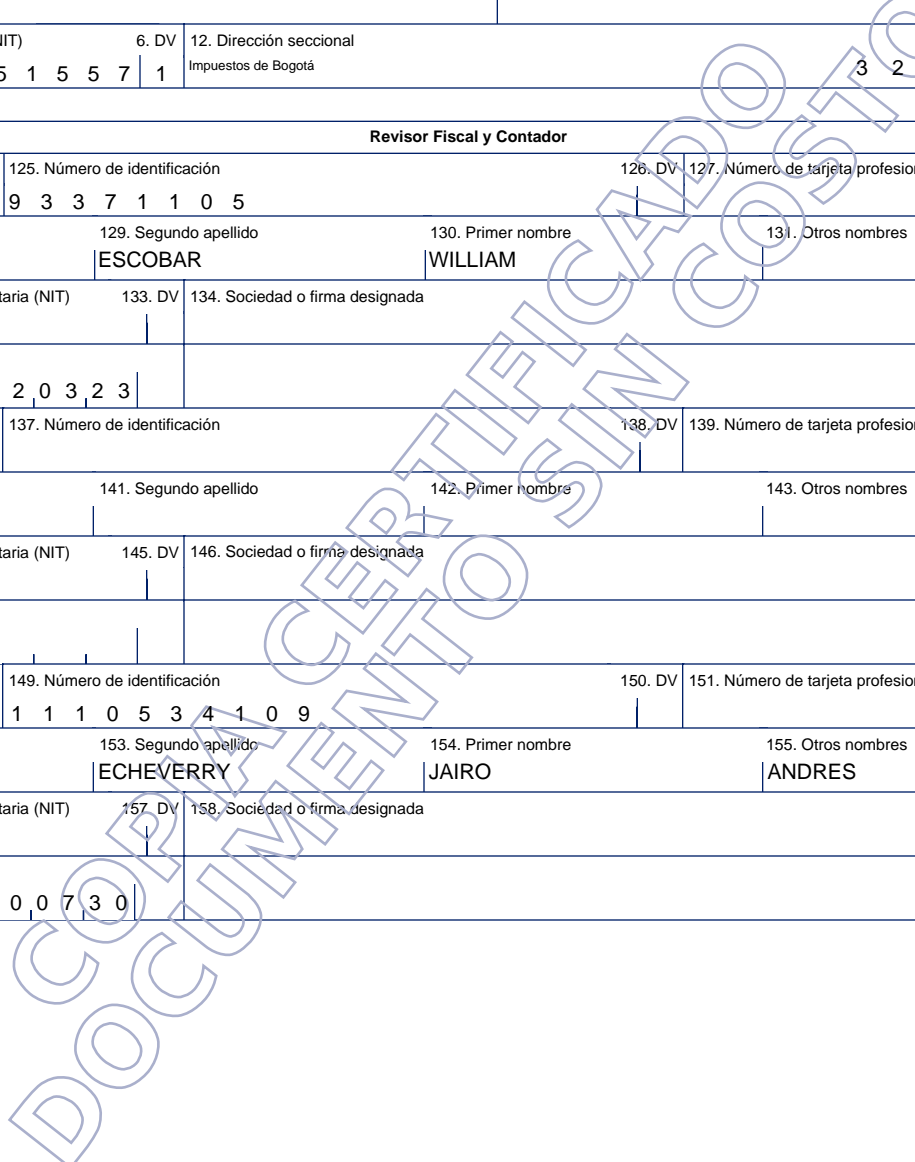 IIT) 6. DV 12. Dirección seccional
5 1 5 5 7 1 Impuestos de Bogotá 3 2
Revisor Fiscal y Contador
125. Número de identificación 126. DV 127. Número de tarjeta profesion
9 3 3 7 1 1 0 5
129. Segundo apellido 130. Primer nombre 131. Otros nombres
ESCOBAR WILLIAM
taria (NIT) 133. DV 134. Sociedad o firma designada
2 0 3 2 3
137. Número de identificación 138. DV 139. Número de tarjeta profesion
141. Segundo apellido 142. Primer nombre 143. Otros nombres
taria (NIT) 145. DV 146. Sociedad o firma designada
149. Número de identificación 150. DV 151. Número de tarjeta profesion
1 1 1 0 5 3 4 1 0 9
153. Segundo apellido 154. Primer nombre 155. Otros nombres
ECHEVERRY JAIRO ANDRES
taria (NIT) 157. DV 158. Sociedad o firma designada
0 0 7 3 0
COPIA CERTIFICADO
DOCUMENTO SIN COSTO